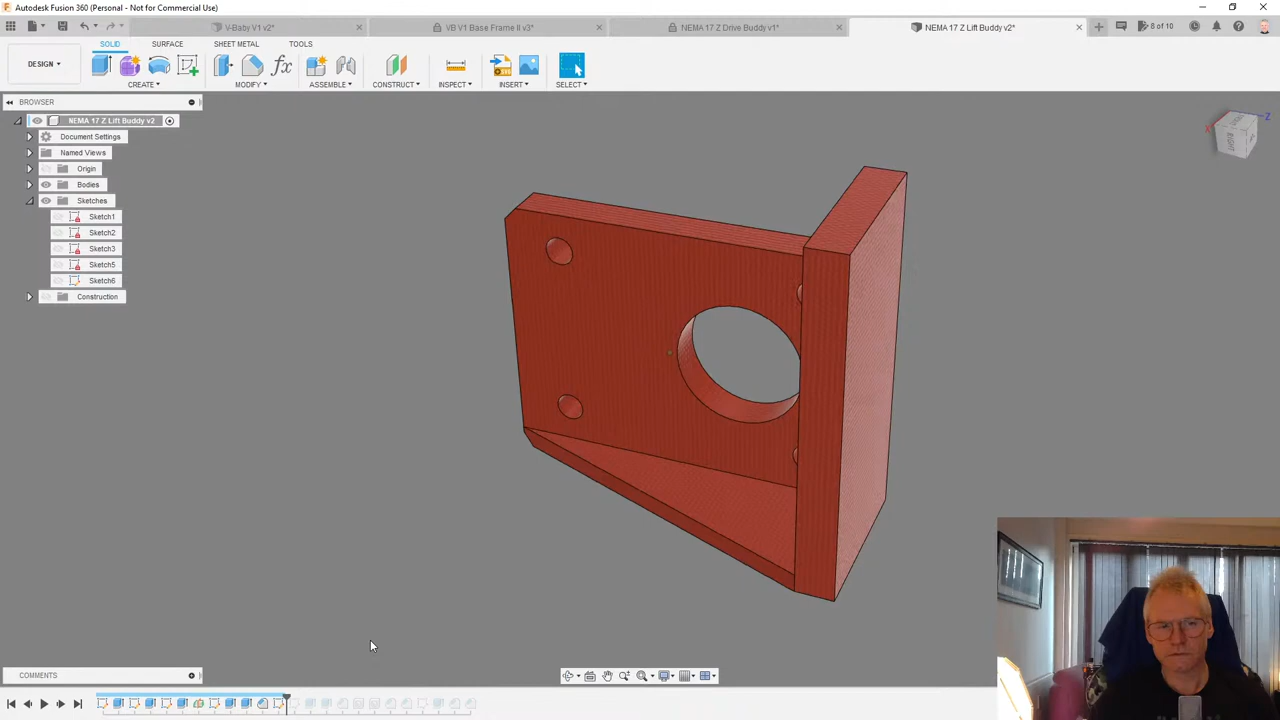 Autodesk Fusion 360 (Personal - Not for Commercial Use)
V-Baby V1 v2*
VB V1 Base Frame II v3*
NEMA 17 Z Drive Buddy v1*
NEMA 17 Z Lift Buddy v2*
8 of 10
SOLID
SURFACE
SHEET METAL
TOOLS
DESIGN
CREATE
MODIFY
ASSEMBLE
CONSTRUCT
INSPECT
INSERT
SELECT
BROWSER
NEMA 17 Z Lift Buddy v2
Document Settings
Named Views
Origin
Bodies
Sketches
Sketch1
Sketch2
Sketch3
Sketch5
Sketch6
Construction
X
Z
RIGHT
COMMENTS